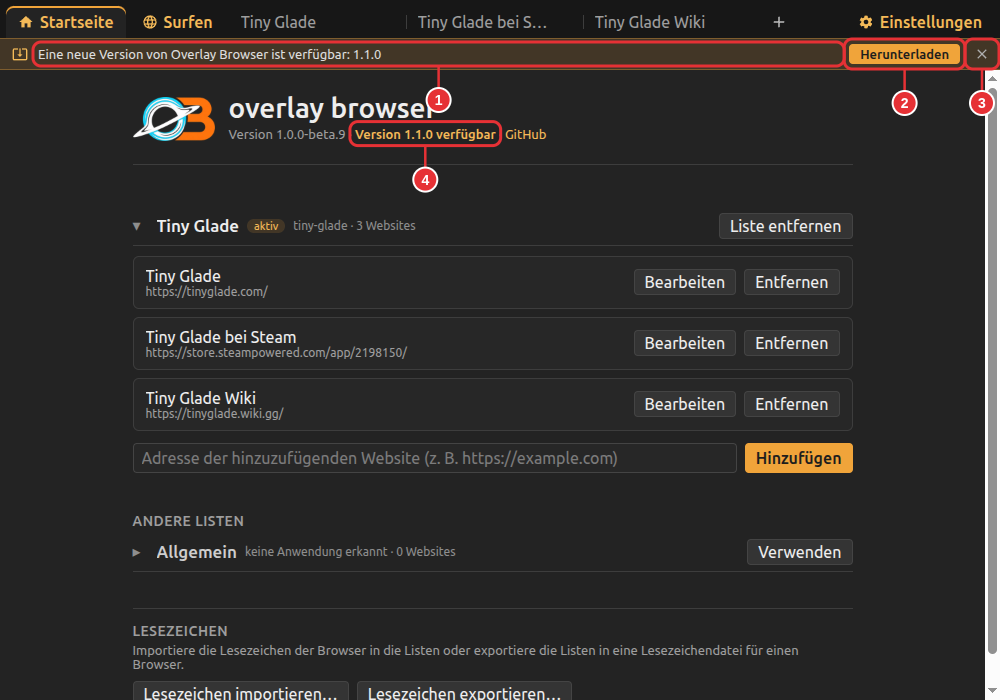 Startseite
Surfen
Tiny Glade
Tiny Glade bei S…
Tiny Glade Wiki
+
Einstellungen
Eine neue Version von Overlay Browser ist verfügbar: 1.1.0
Herunterladen
1
2
3
OB
overlay browser
Version 1.0.0-beta.9 Version 1.1.0 verfügbar GitHub
4
Tiny Glade aktiv tiny-glade · 3 Websites
Liste entfernen
Tiny Glade
https://tinyglade.com/
Bearbeiten
Entfernen
Tiny Glade bei Steam
https://store.steampowered.com/app/2198150/
Bearbeiten
Entfernen
Tiny Glade Wiki
https://tinyglade.wiki.gg/
Bearbeiten
Entfernen
Adresse der hinzuzufügenden Website (z. B. https://example.com)
Hinzufügen
ANDERE LISTEN
Allgemein keine Anwendung erkannt · 0 Websites
Verwenden
LESEZEICHEN
Importiere die Lesezeichen der Browser in die Listen oder exportiere die Listen in eine Lesezeichendatei für einen
Browser.
Lesezeichen importieren…
Lesezeichen exportieren…